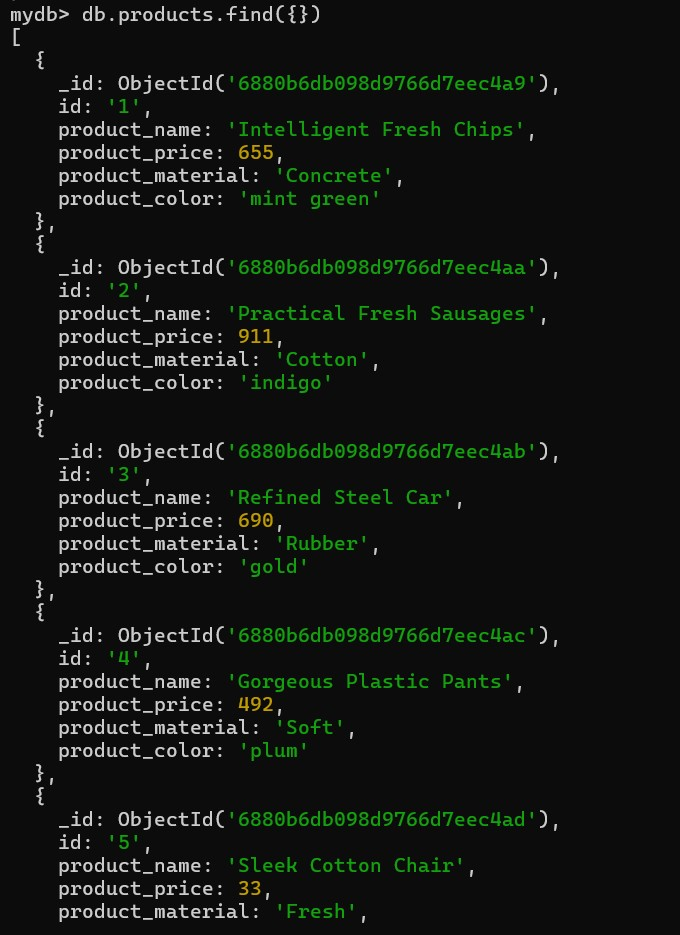 mydb> db.products.find({})
[
  {
    _id: ObjectId('6880b6db098d9766d7eec4a9'),
    id: '1',
    product_name: 'Intelligent Fresh Chips',
    product_price: 655,
    product_material: 'Concrete',
    product_color: 'mint green'
  },
  {
    _id: ObjectId('6880b6db098d9766d7eec4aa'),
    id: '2',
    product_name: 'Practical Fresh Sausages',
    product_price: 911,
    product_material: 'Cotton',
    product_color: 'indigo'
  },
  {
    _id: ObjectId('6880b6db098d9766d7eec4ab'),
    id: '3',
    product_name: 'Refined Steel Car',
    product_price: 690,
    product_material: 'Rubber',
    product_color: 'gold'
  },
  {
    _id: ObjectId('6880b6db098d9766d7eec4ac'),
    id: '4',
    product_name: 'Gorgeous Plastic Pants',
    product_price: 492,
    product_material: 'Soft',
    product_color: 'plum'
  },
  {
    _id: ObjectId('6880b6db098d9766d7eec4ad'),
    id: '5',
    product_name: 'Sleek Cotton Chair',
    product_price: 33,
    product_material: 'Fresh',